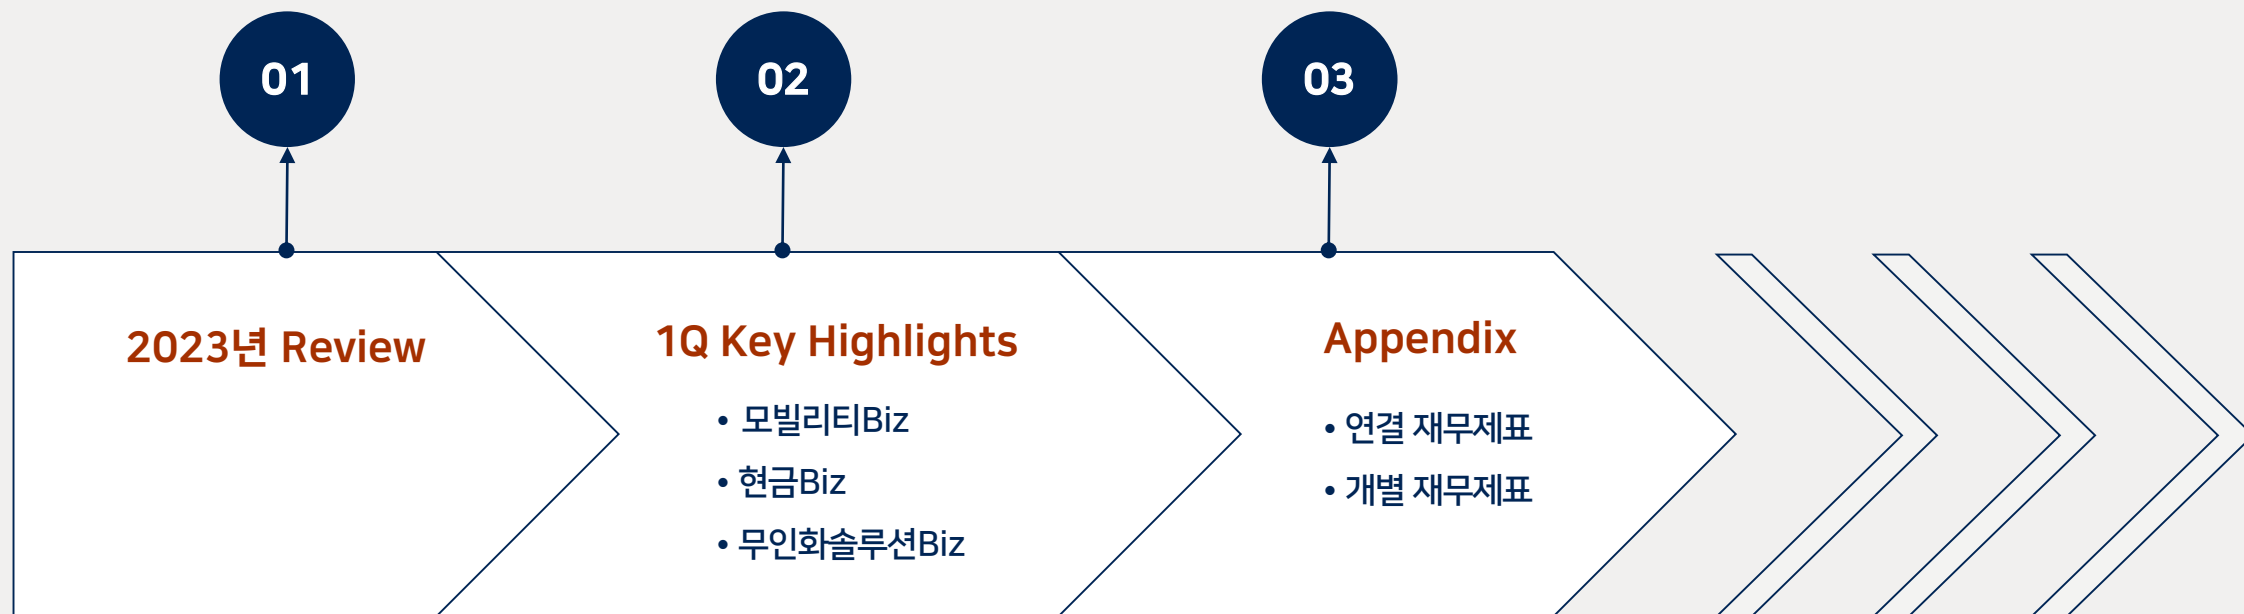 01
2023년 Review
02
1Q Key Highlights
• 모빌리티Biz
• 현금Biz
• 무인화솔루션Biz
03
Appendix
• 연결 재무제표
• 개별 재무제표